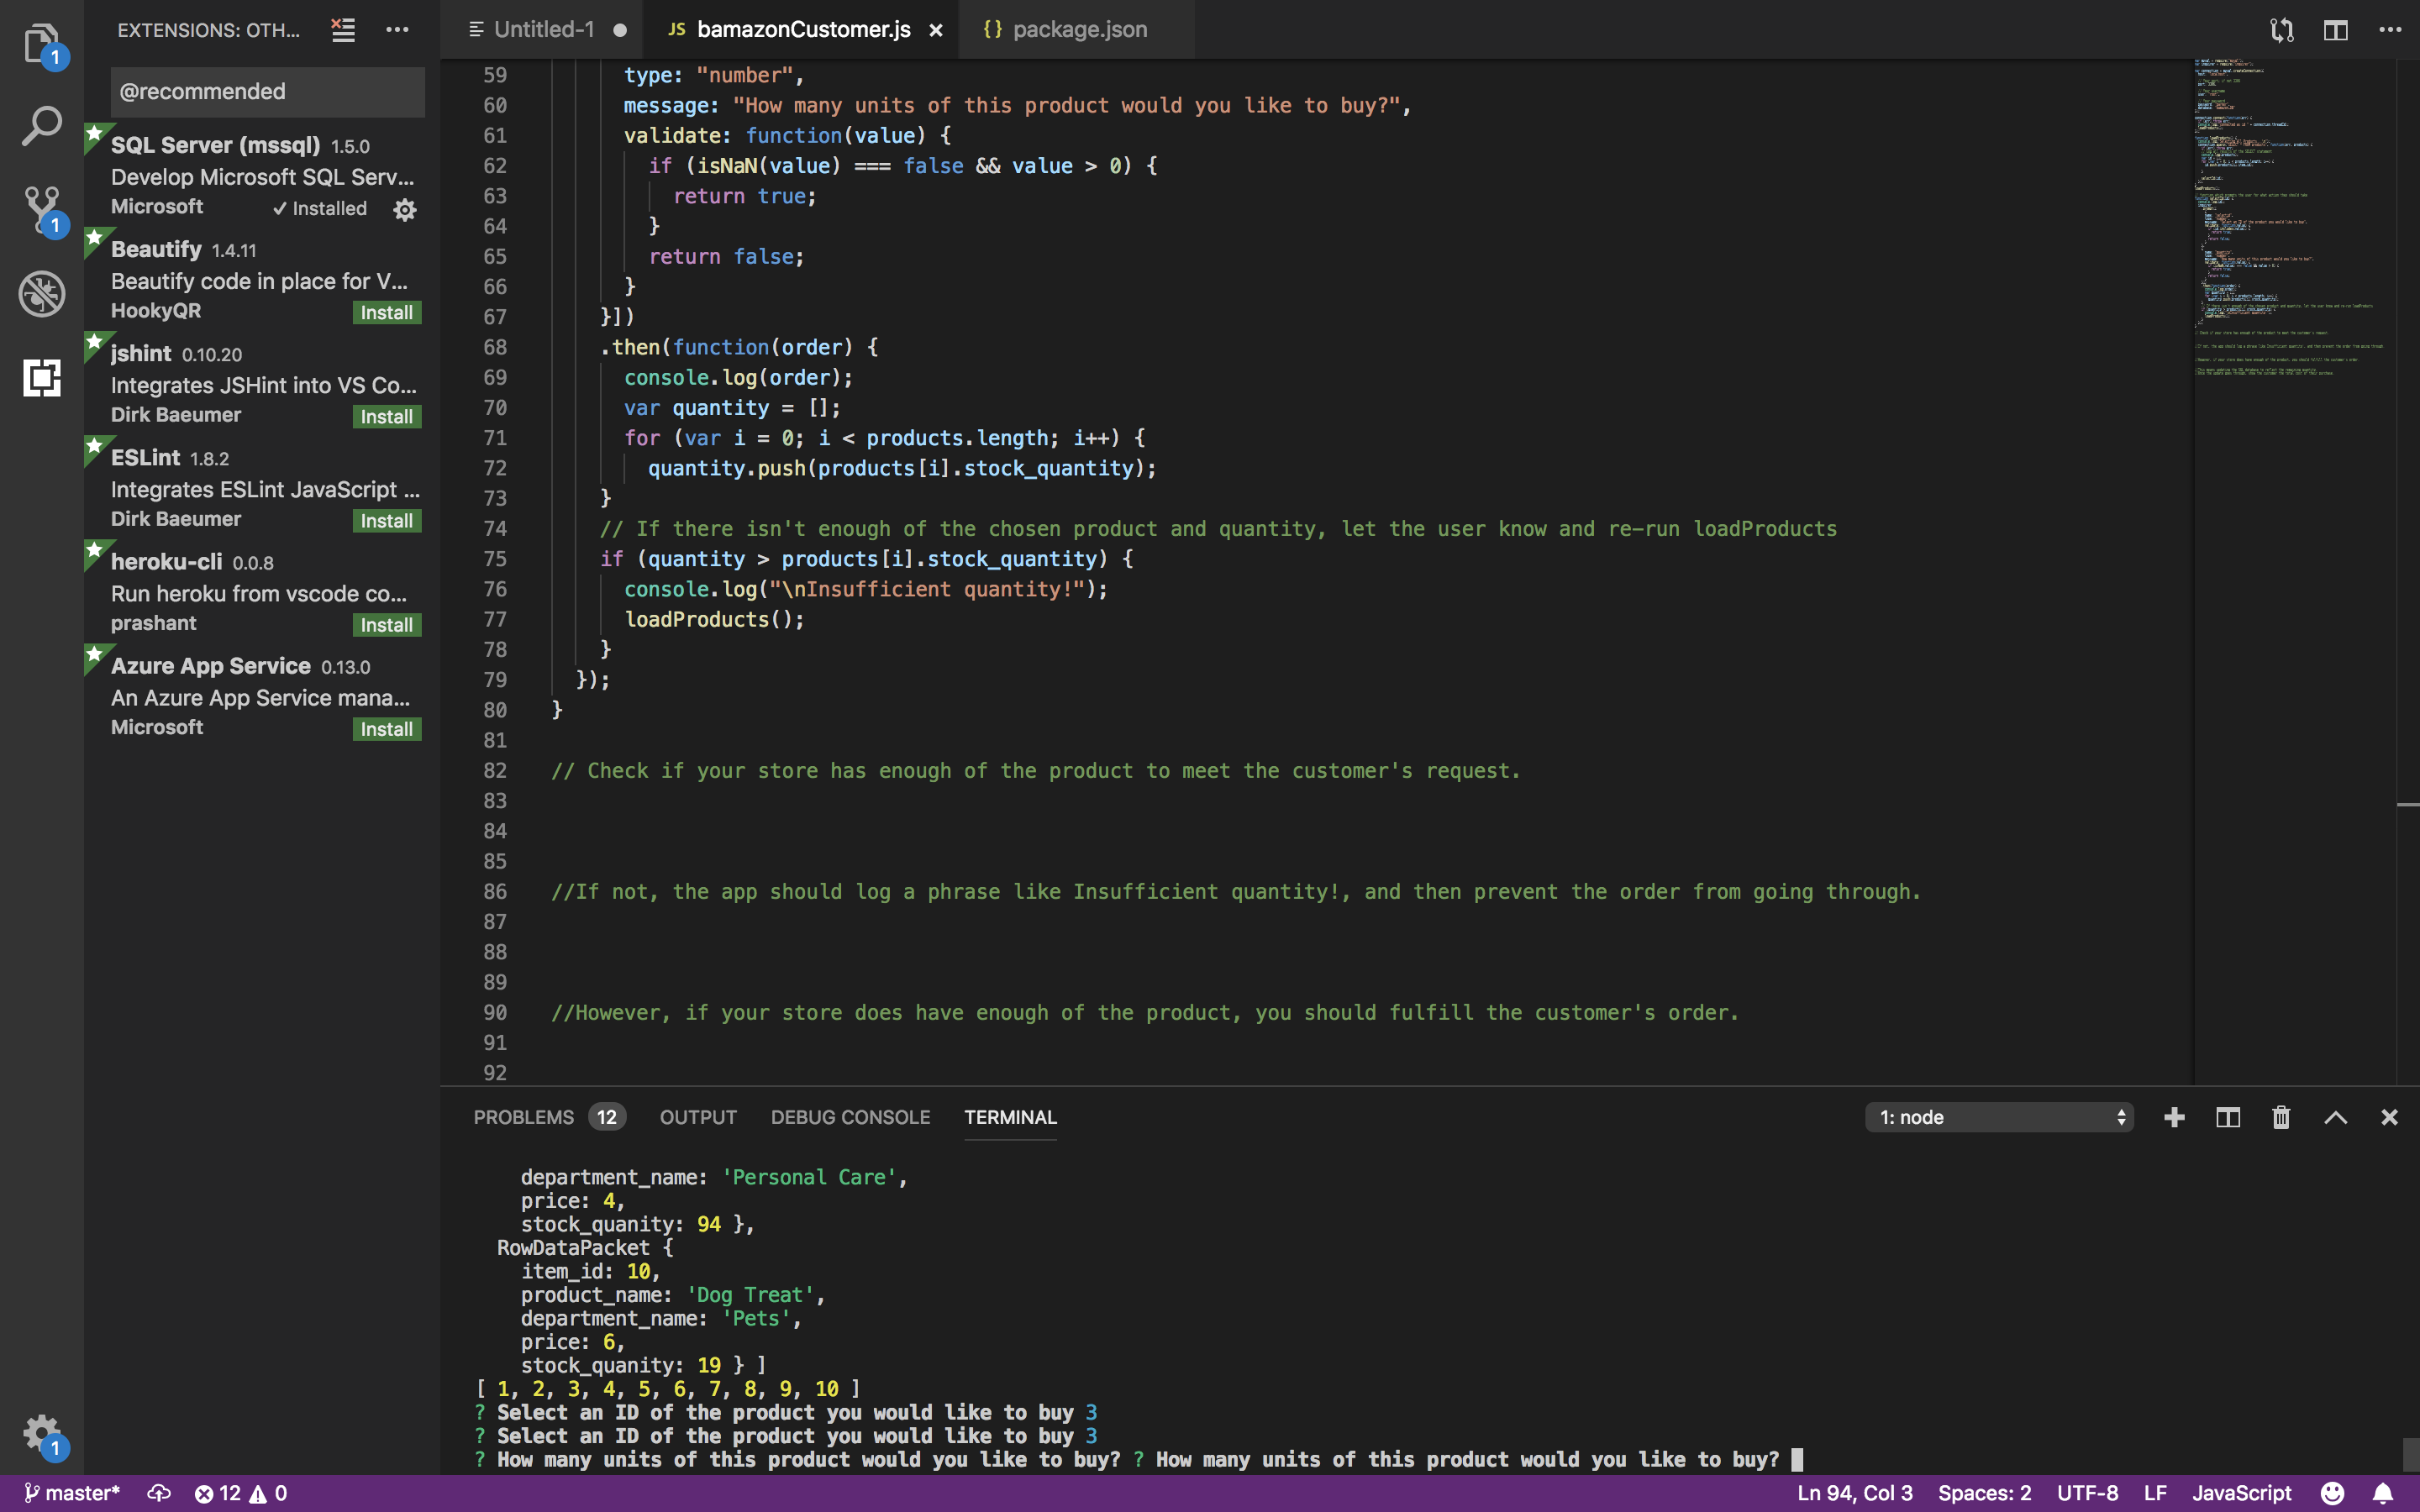 EXTENSIONS: OTH...
@recommended
SQL Server (mssql) 1.5.0
Develop Microsoft SQL Serv...
Microsoft ✓ Installed
Beautify 1.4.11
Beautify code in place for V...
HookyQR Install
jshint 0.10.20
Integrates JSHint into VS Co...
Dirk Baeumer Install
ESLint 1.8.2
Integrates ESLint JavaScript ...
Dirk Baeumer Install
heroku-cli 0.0.8
Run heroku from vscode co...
prashant Install
Azure App Service 0.13.0
An Azure App Service mana...
Microsoft Install
1
1
1
Untitled-1 ● JS bamazonCustomer.js × {} package.json
59 type: "number",
60 message: "How many units of this product would you like to buy?",
61 validate: function(value) {
62 if (isNaN(value) === false && value > 0) {
63 return true;
64 }
65 return false;
66 }
67 }])
68 .then(function(order) {
69 console.log(order);
70 var quantity = [];
71 for (var i = 0; i < products.length; i++) {
72 quantity.push(products[i].stock_quantity);
73 }
74 // If there isn't enough of the chosen product and quantity, let the user know and re-run loadProducts
75 if (quantity > products[i].stock_quantity) {
76 console.log("\nInsufficient quantity!");
77 loadProducts();
78 }
79 });
80 }
81
82 // Check if your store has enough of the product to meet the customer's request.
83
84
85
86 //If not, the app should log a phrase like Insufficient quantity!, and then prevent the order from going through.
87
88
89
90 //However, if your store does have enough of the product, you should fulfill the customer's order.
91
92
PROBLEMS 12 OUTPUT DEBUG CONSOLE TERMINAL 1: node
department_name: 'Personal Care',
price: 4,
stock_quanity: 94 },
RowDataPacket {
item_id: 10,
product_name: 'Dog Treat',
department_name: 'Pets',
price: 6,
stock_quanity: 19 } ]
[ 1, 2, 3, 4, 5, 6, 7, 8, 9, 10 ]
? Select an ID of the product you would like to buy 3
? Select an ID of the product you would like to buy 3
? How many units of this product would you like to buy? ? How many units of this product would you like to buy?
master* 12 0 Ln 94, Col 3 Spaces: 2 UTF-8 LF JavaScript